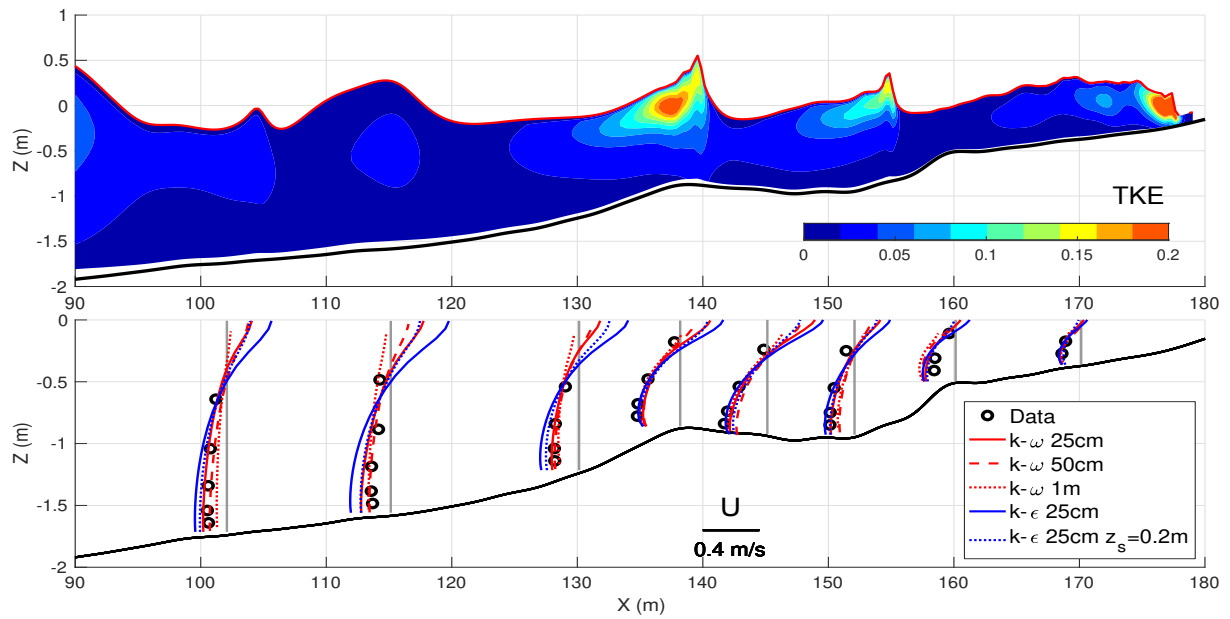 1
0.5
0
-0.5
-1
-1.5
-2
Z (m)
TKE
0 0.05 0.1 0.15 0.2
90 100 110 120 130 140 150 160 170 180
0
-0.5
-1
-1.5
-2
Z (m)
U
0.4 m/s
Data
k-ω 25cm
k-ω 50cm
k-ω 1m
k-ϵ 25cm
k-ϵ 25cm z_s=0.2m
90 100 110 120 130 140 150 160 170 180
X (m)